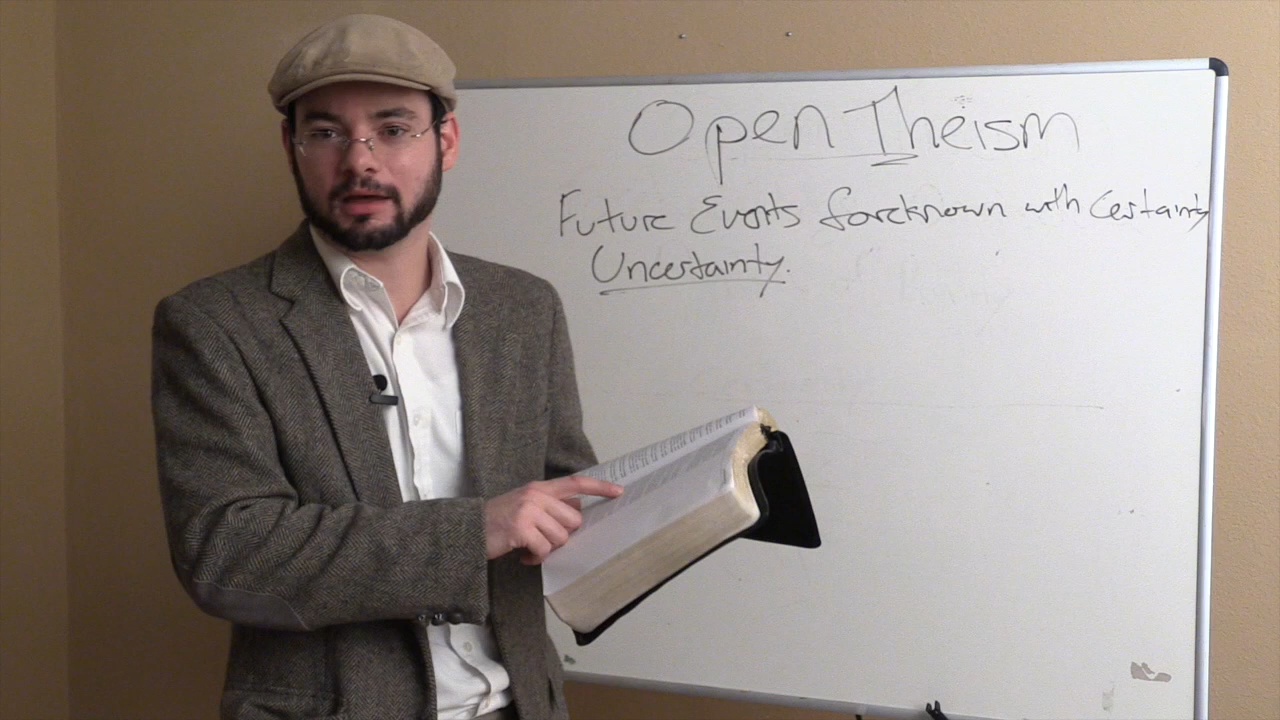 Open Theism
Future Events foreknown with Certainty
Uncertainty.